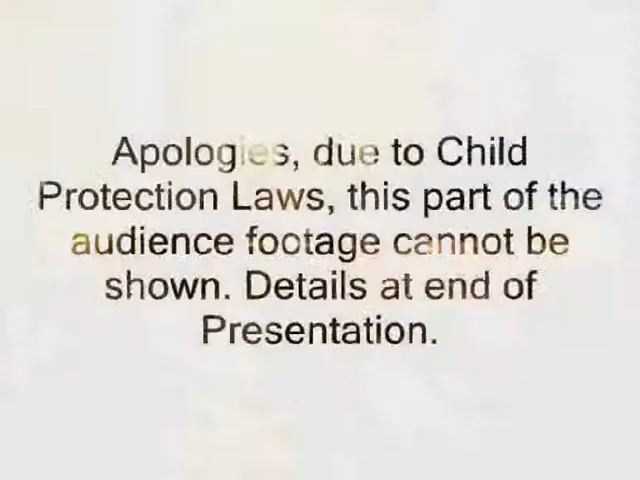 Apologies, due to Child
Protection Laws, this part of the
audience footage cannot be
shown. Details at end of
Presentation.